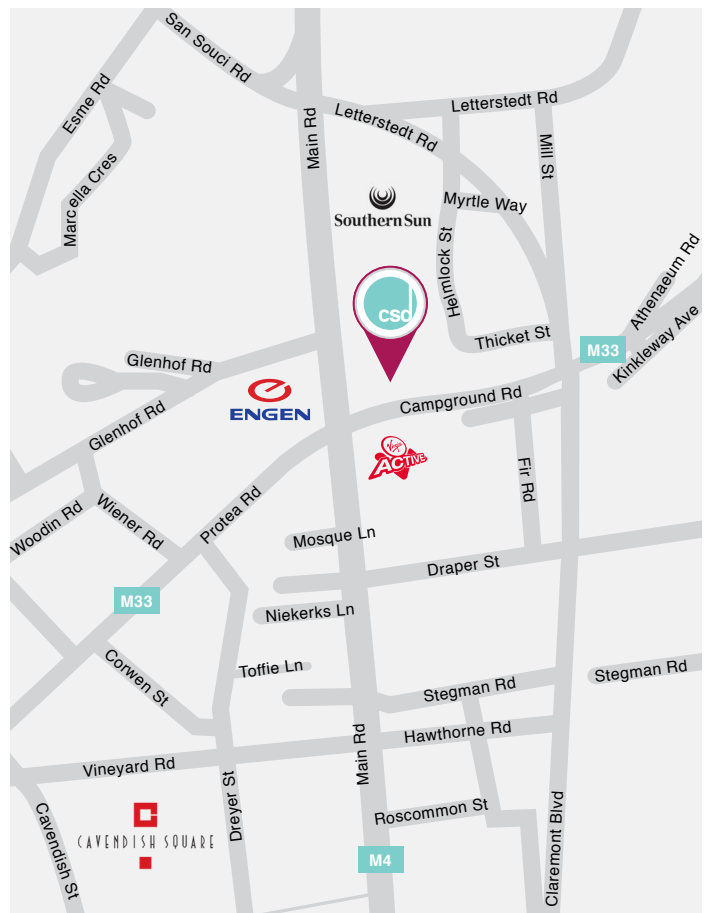 San Souci Rd
Esme Rd
Letterstedt Rd
Letterstedt Rd
Main Rd
Mill St
Marcella Cres
Southern Sun
Myrtle Way
Helmlock St
Athenaeum Rd
csd
Thicket St
M33
Kinkleway Ave
Glenhof Rd
ENGEN
Campground Rd
Glenhof Rd
Virgin
ACTIVE
Fir Rd
Woodin Rd
Wiener Rd
Protea Rd
Mosque Ln
Draper St
M33
Niekerks Ln
Corwen St
Toffie Ln
Stegman Rd
Stegman Rd
Hawthorne Rd
Main Rd
Vineyard Rd
Dreyer St
Roscommon St
Claremont Blvd
Cavendish St
CAVENDISH SQUARE
M4